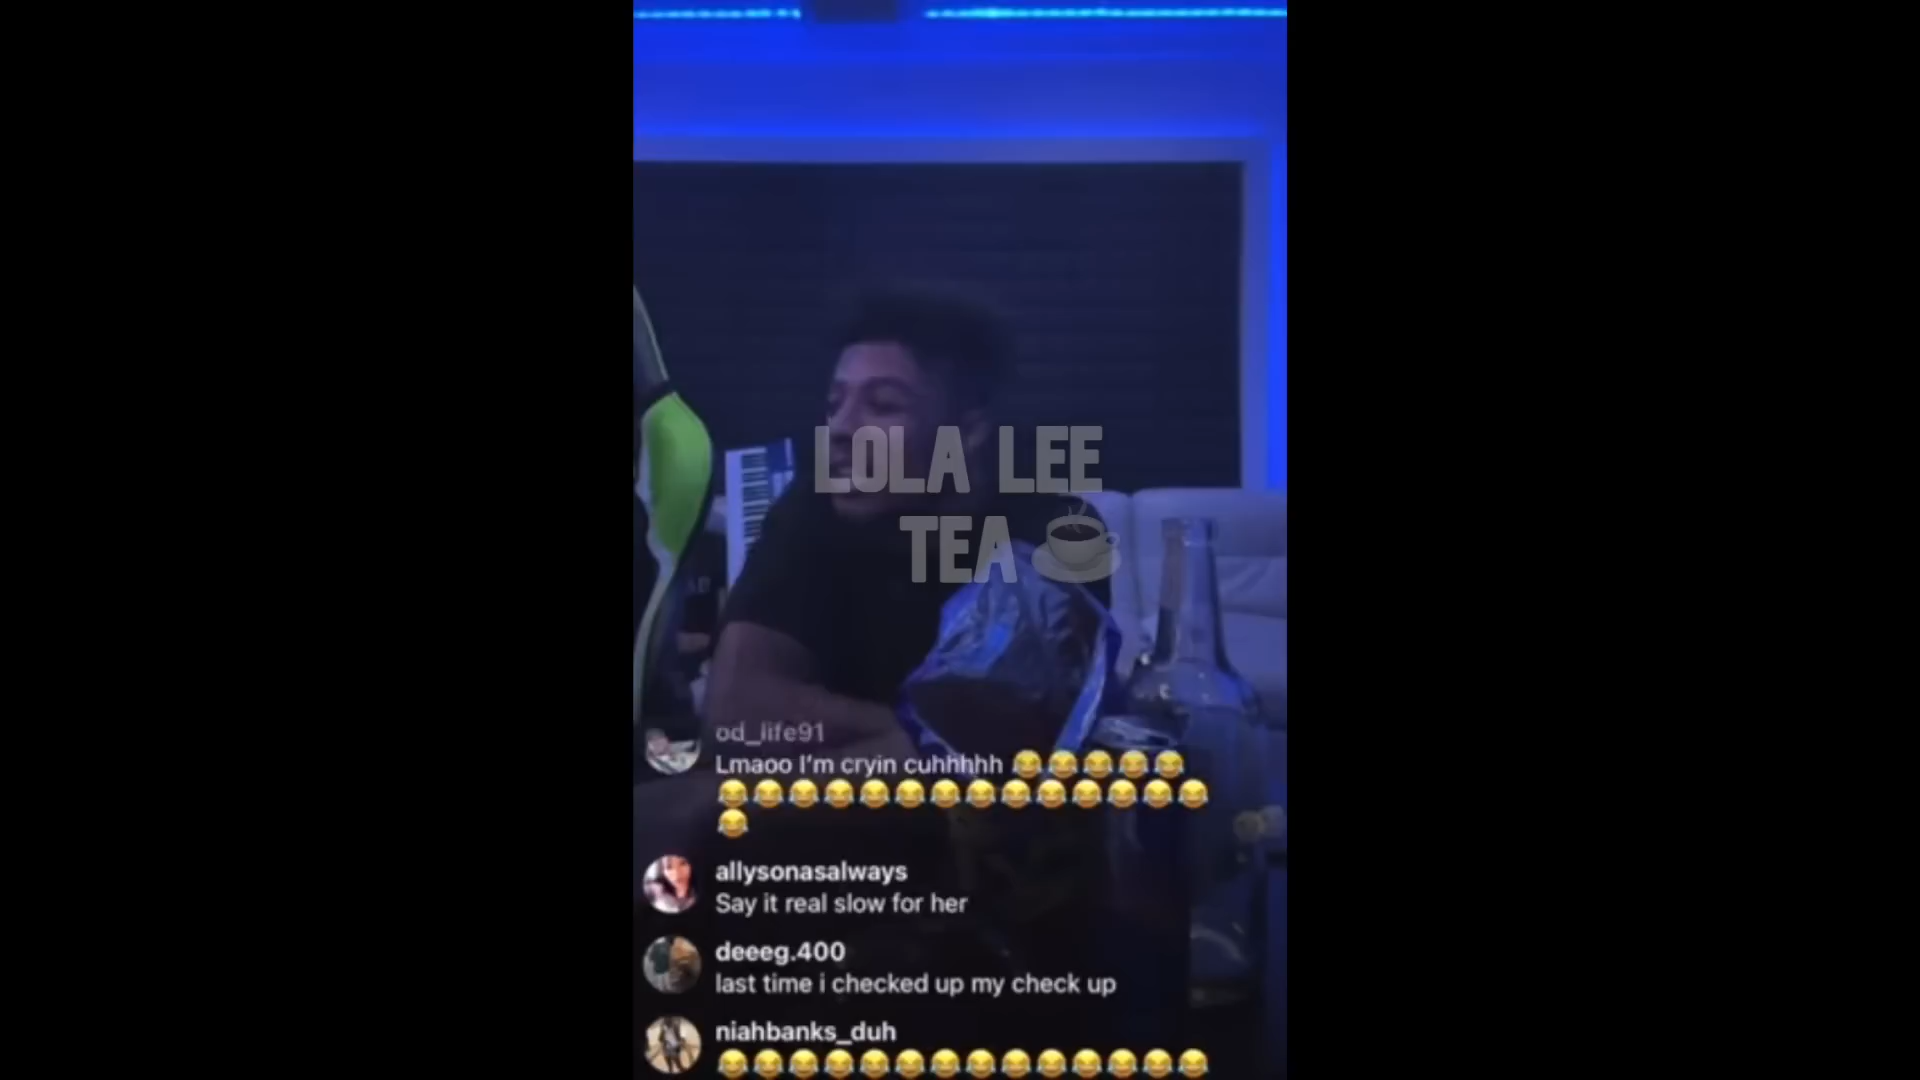 LOLA LEE
TEA
od_life91
Lmaoo I'm cryin cuhhhhh 😂😂😂😂😂
😂😂😂😂😂😂😂😂😂😂😂😂😂😂
😂
allysonasalways
Say it real slow for her
deeeg.400
last time i checked up my check up
niahbanks_duh
😂😂😂😂😂😂😂😂😂😂😂😂😂😂